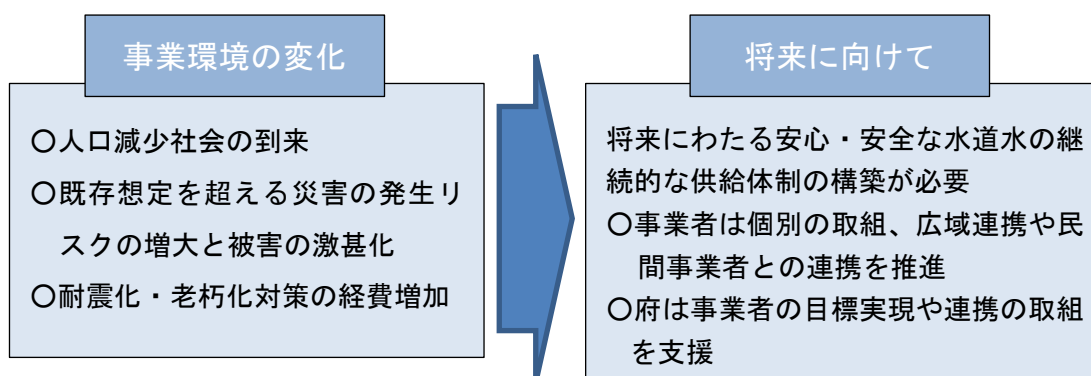 事業環境の変化
〇人口減少社会の到来
〇既存想定を超える災害の発生リ
スクの増大と被害の激甚化
〇耐震化・老朽化対策の経費増加
将来に向けて
将来にわたる安心・安全な水道水の継
続的な供給体制の構築が必要
〇事業者は個別の取組、広域連携や民
間事業者との連携を推進
〇府は事業者の目標実現や連携の取組
を支援